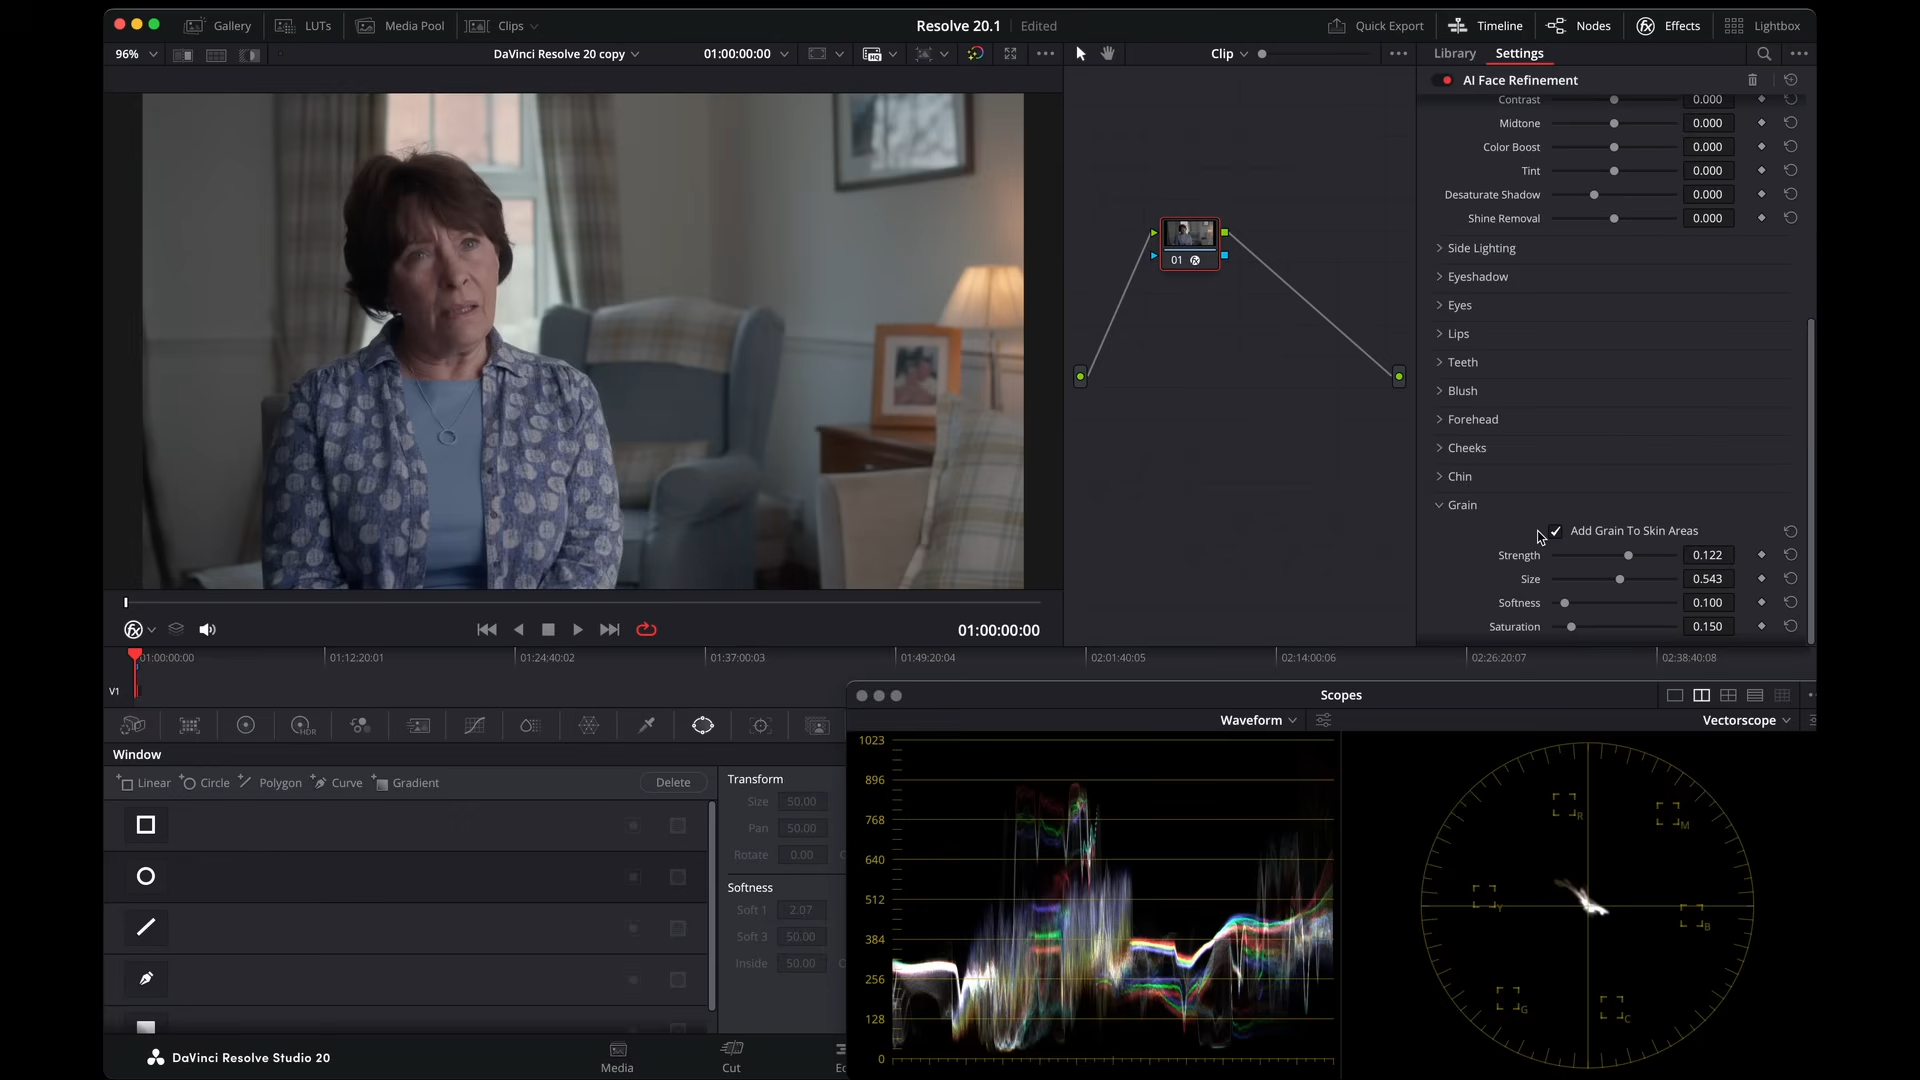 Gallery LUTs Media Pool Clips Resolve 20.1 Edited Quick Export Timeline Nodes Effects Lightbox
96% DaVinci Resolve 20 copy 01:00:00:00 Clip Library Settings
AI Face Refinement
Contrast 0.000
Midtone 0.000
Color Boost 0.000
Tint 0.000
Desaturate Shadow 0.000
Shine Removal 0.000
Side Lighting
Eyeshadow
Eyes
Lips
Teeth
Blush
Forehead
Cheeks
Chin
Grain
Add Grain To Skin Areas
Strength 0.122
Size 0.543
Softness 0.100
Saturation 0.150
01
01:00:00:00
01:00:00:00 01:12:20:01 01:24:40:02 01:37:00:03 01:49:20:04 02:01:40:05 02:14:00:06 02:26:20:07 02:38:40:08
V1
HDR
Window
Linear Circle Polygon Curve Gradient Delete
Transform
Size 50.00
Pan 50.00
Rotate 0.00 O
Softness
Soft 1 2.07
Soft 3 50.00
Inside 50.00 O
Scopes
Waveform Vectorscope
1023
896
768
640
512
384
256
128
0
R M
Y B
G C
DaVinci Resolve Studio 20 Media Cut Ed